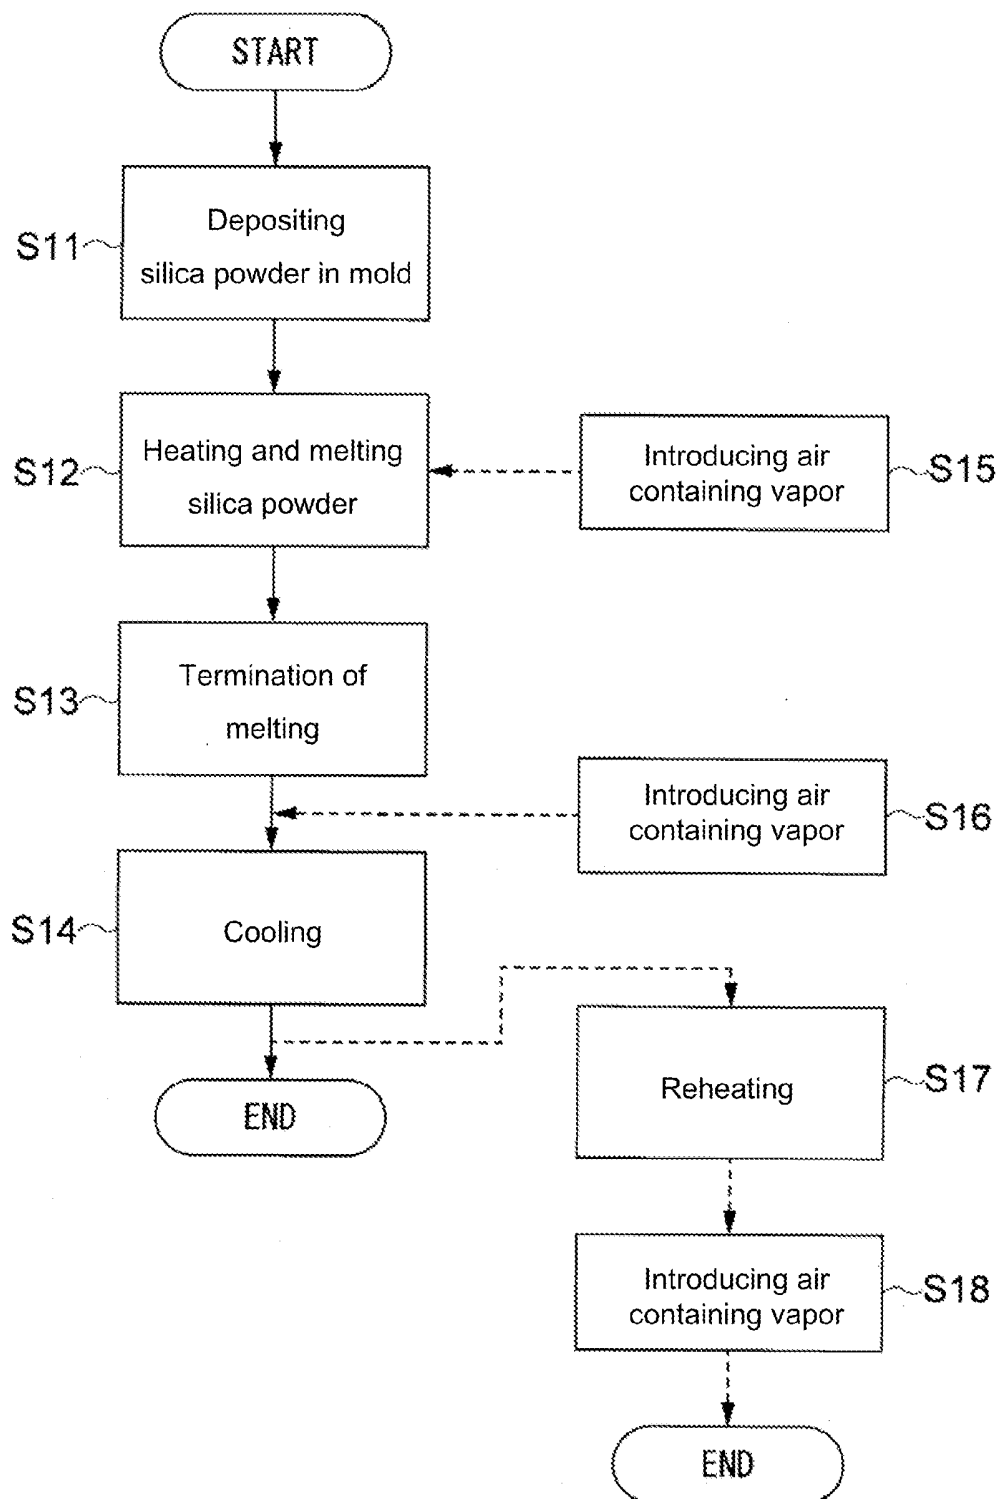 START
S11
Depositing
silica powder in mold
S12
Heating and melting
silica powder
Introducing air
containing vapor
S15
S13
Termination of
melting
Introducing air
containing vapor
S16
S14
Cooling
Reheating
S17
END
Introducing air
containing vapor
S18
END